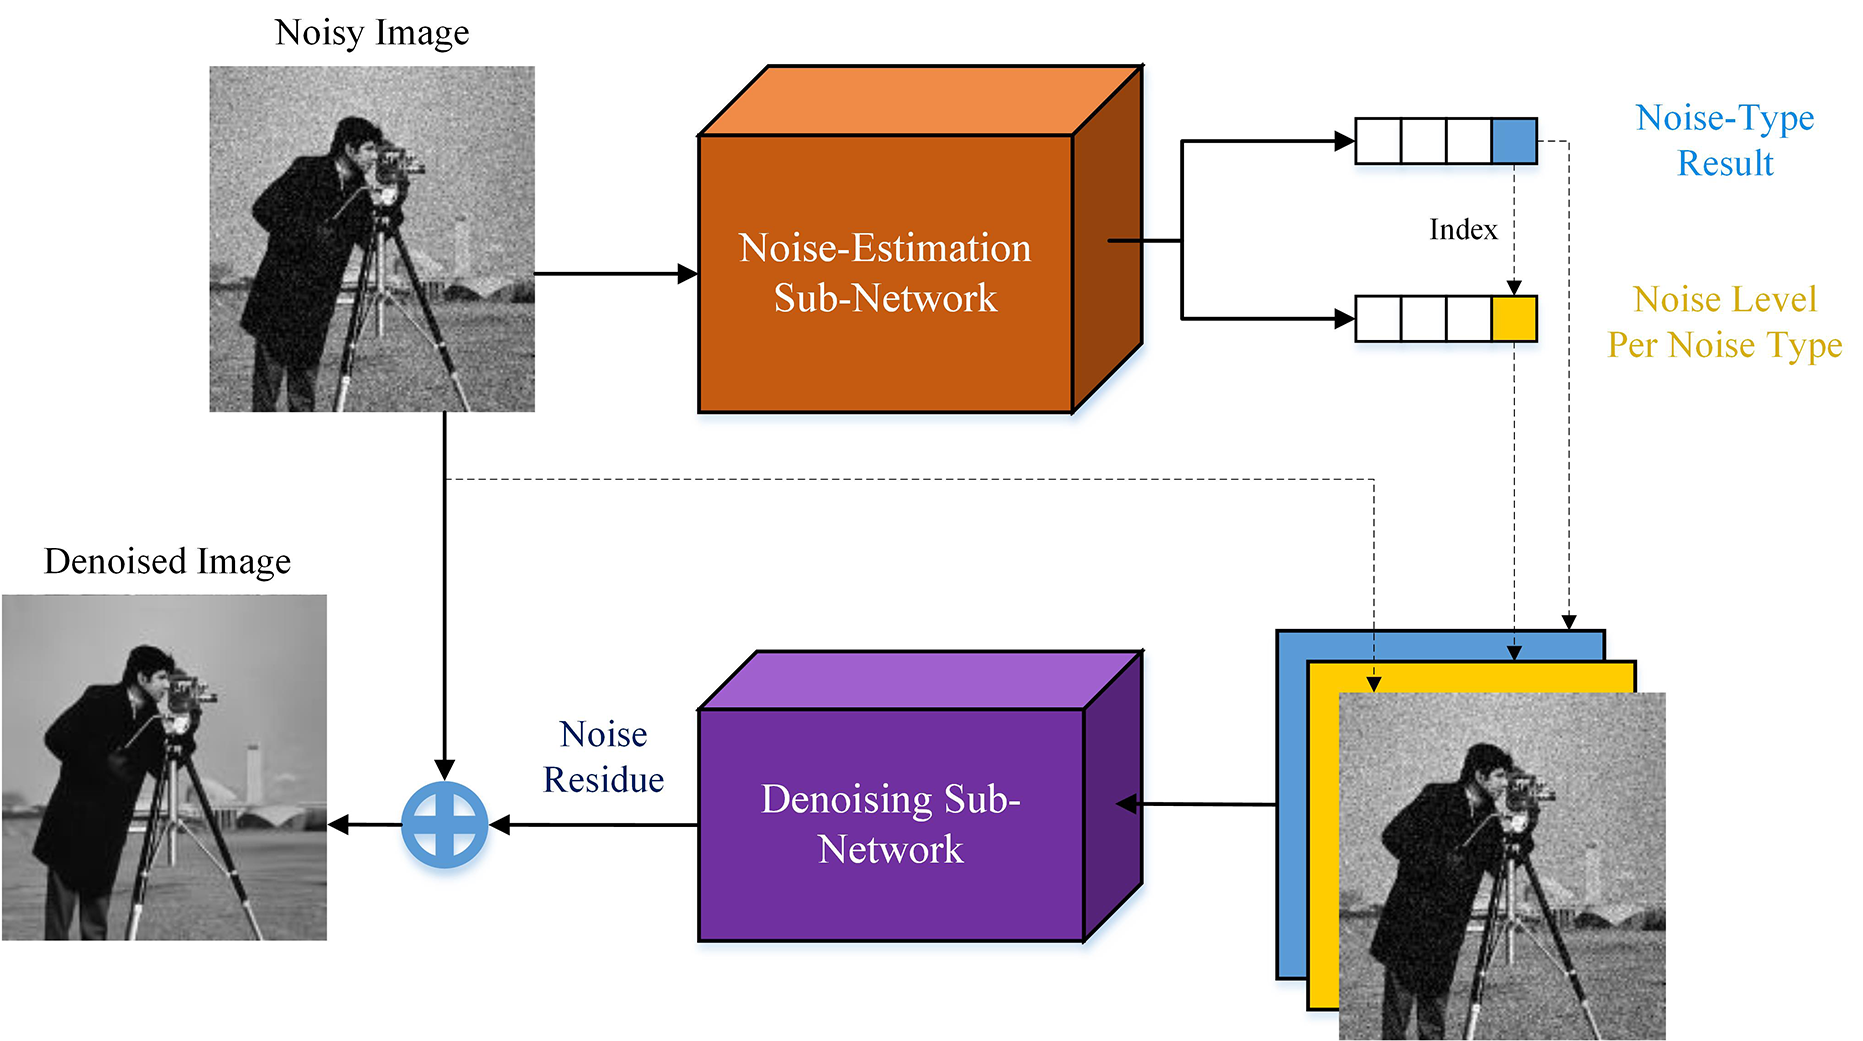 Noisy Image
Noise-Estimation
Sub-Network
Noise-Type
Result
Index
Noise Level
Per Noise Type
Denoised Image
Noise
Residue
Denoising Sub-
Network